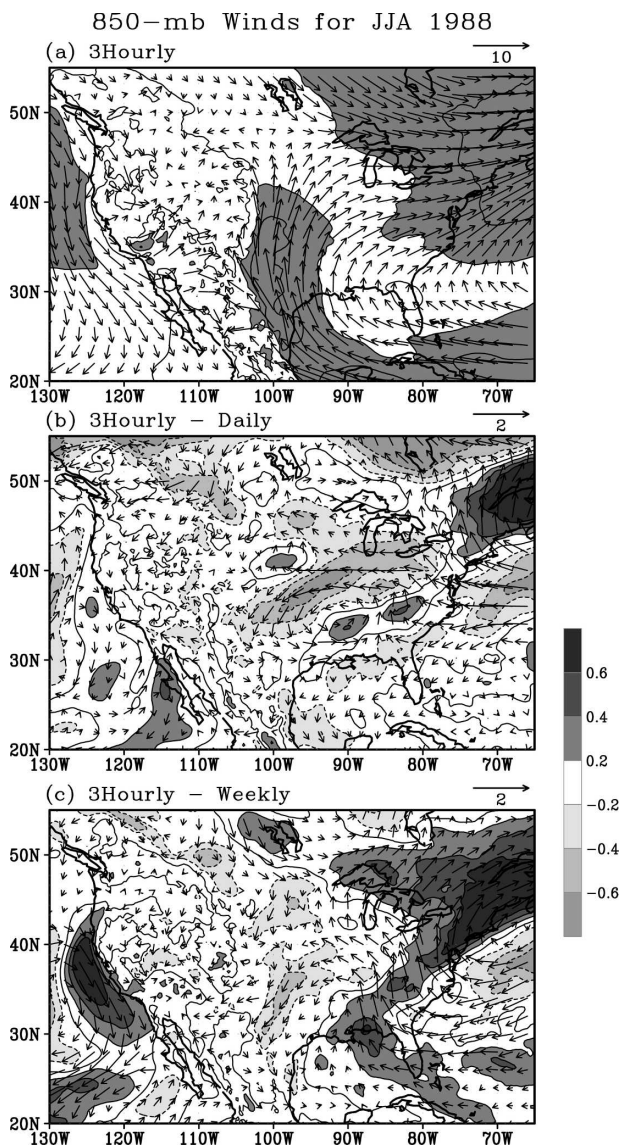 850-mb Winds for JJA 1988
(a) 3Hourly
10
50N
40N
30N
20N
130W 120W 110W 100W 90W 80W 70W
(b) 3Hourly - Daily
2
50N
40N
30N
20N
130W 120W 110W 100W 90W 80W 70W
0.6
0.4
0.2
-0.2
-0.4
-0.6
(c) 3Hourly - Weekly
2
50N
40N
30N
20N
130W 120W 110W 100W 90W 80W 70W